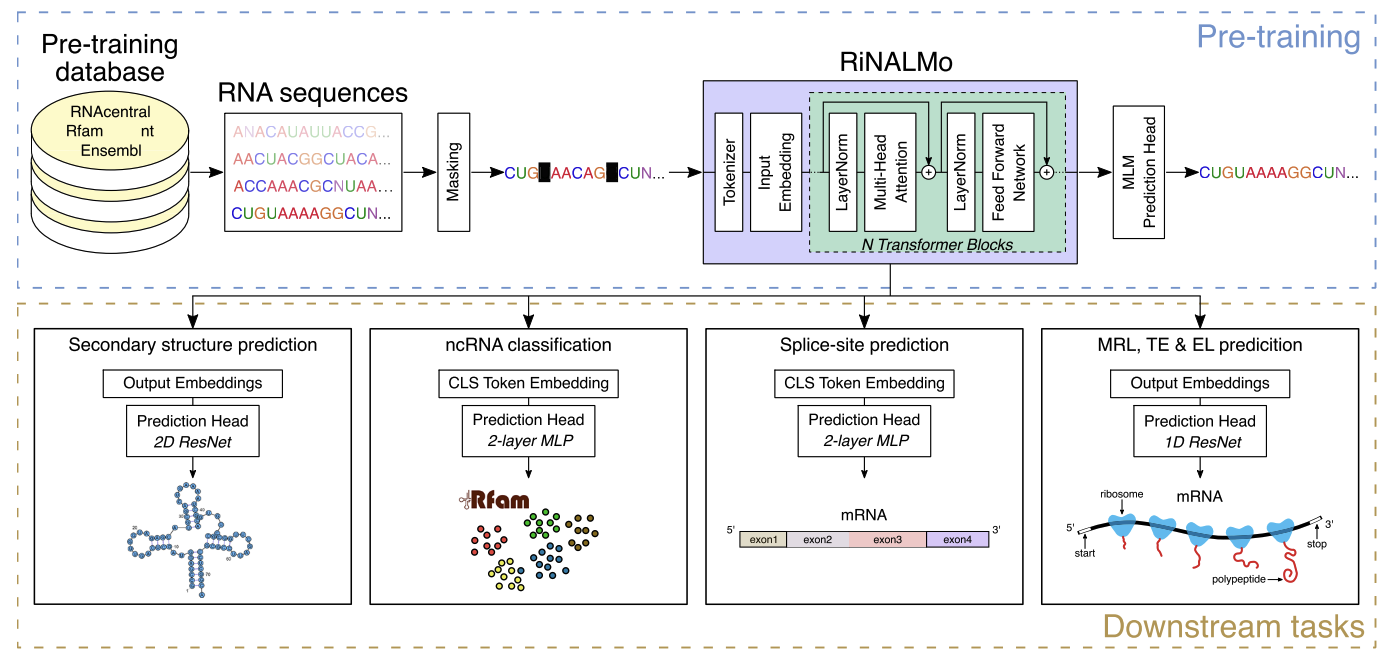 Pre-training
Pre-training
database
RNAcentral
Rfam nt
Ensembl
RNA sequences
ANACAUAUUACCG...
AACUACGGCUACA...
ACCAAACGCNUAA...
CUGUAAAAGGCUN...
Masking
CUG AACAG CUN...
RiNALMo
Tokenizer
Input
Embedding
LayerNorm
Multi-Head
Attention
+
LayerNorm
Feed Forward
Network
+
N Transformer Blocks
MLM
Prediction Head
CUGUAAAAGGCUN...
Secondary structure prediction
Output Embeddings
Prediction Head
2D ResNet
ncRNA classification
CLS Token Embedding
Prediction Head
2-layer MLP
Rfam
Splice-site prediction
CLS Token Embedding
Prediction Head
2-layer MLP
mRNA
5'
3'
exon1
exon2
exon3
exon4
MRL, TE & EL predicition
Output Embeddings
Prediction Head
1D ResNet
ribosome
mRNA
5'
3'
start
stop
polypeptide
Downstream tasks